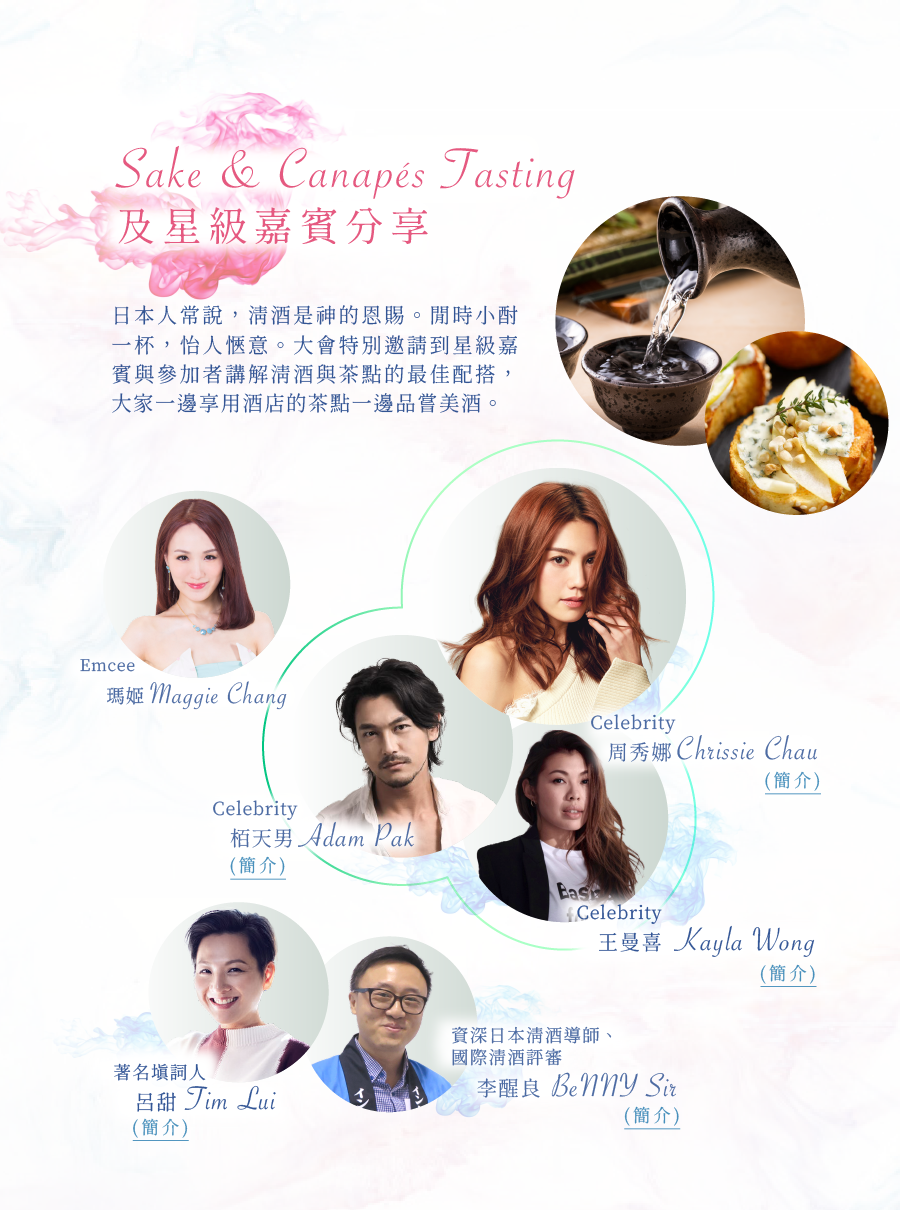 Sake & Canapés Tasting
及星級嘉賓分享
日本人常說，清酒是神的恩賜。閒時小酎
一杯，怡人愜意。大會特別邀請到星級嘉
賓與參加者講解清酒與茶點的最佳配搭，
大家一邊享用酒店的茶點一邊品嘗美酒。
Emcee
瑪姬 Maggie Chang
Celebrity
周秀娜 Chrissie Chau
(簡介)
Celebrity
栢天男 Adam Pak
(簡介)
Celebrity
王曼喜 Kayla Wong
(簡介)
著名填詞人
呂甜 Tim Lui
(簡介)
資深日本清酒導師、
國際清酒評審
李醒良 BeNNY Sir
(簡介)